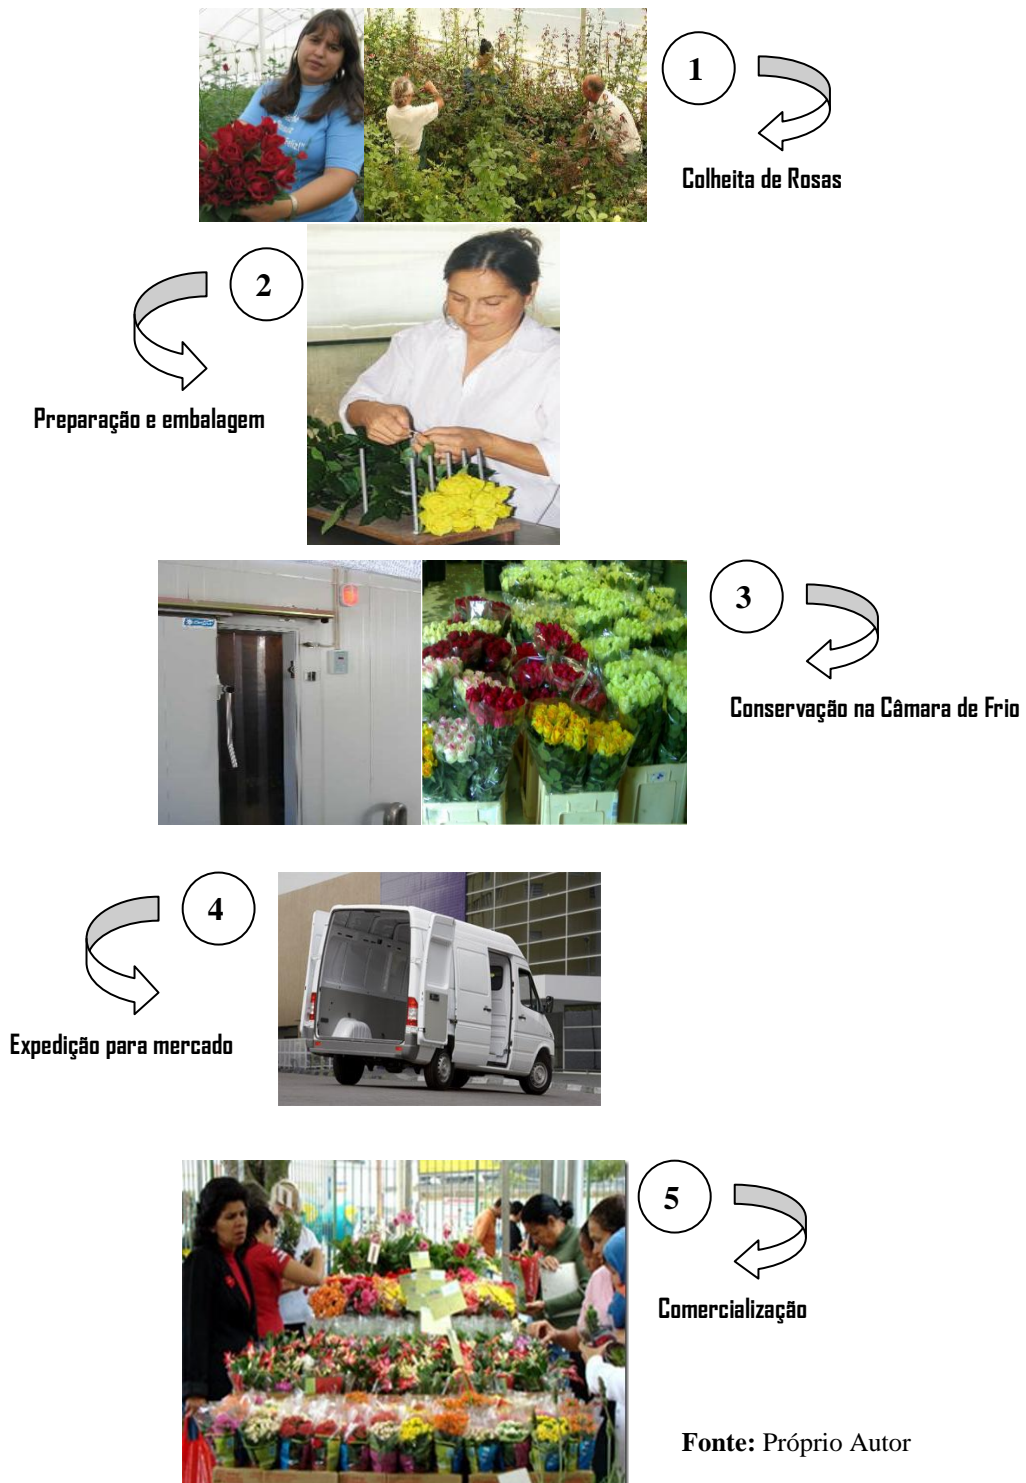 1
Colheita de Rosas
2
Preparação e embalagem
3
Conservação na Câmara de Frio
4
Expedição para mercado
5
Comercialização
Fonte: Próprio Autor